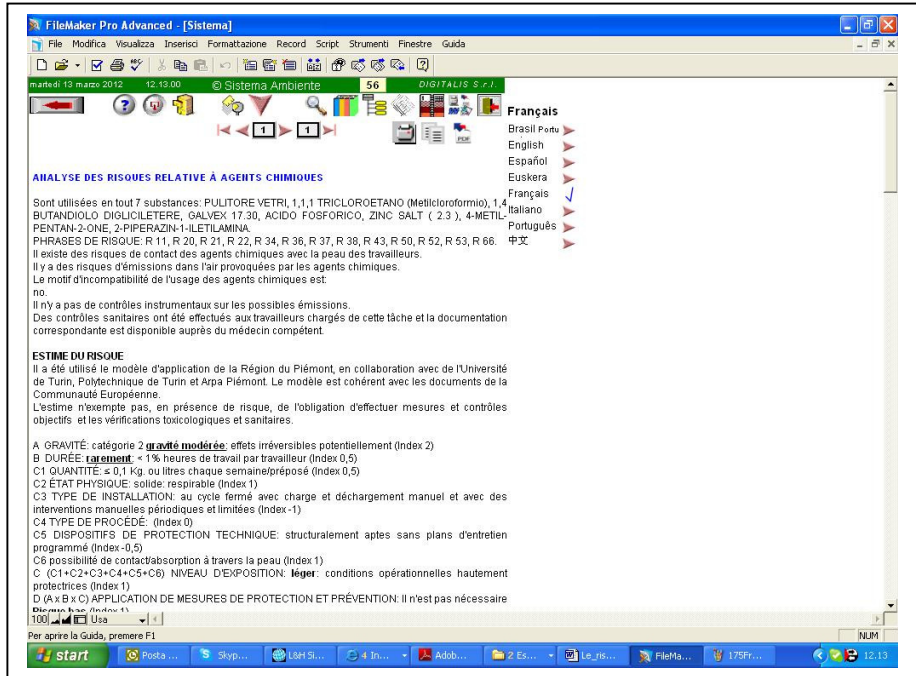 FileMaker Pro Advanced - [Sistema]
File Modifica Visualizza Inserisci Formattazione Record Script Strumenti Finestre Guida
martedì 13 marzo 2012 12.13.00 © Sistema Ambiente 56 DIGITALIS S.r.l.
1 1
PDF
Français
Brasil Portu
English
Español
Euskera
Français
Italiano
Português
中文
ANALYSE DES RISQUES RELATIVE À AGENTS CHIMIQUES
Sont utilisées en tout 7 substances: PULITORE VETRI, 1,1,1 TRICLOROETANO (Metilcloroformio), 1,4
BUTANDIOLO DIGLICILETERE, GALVEX 17.30, ACIDO FOSFORICO, ZINC SALT ( 2.3 ), 4-METIL-
PENTAN-2-ONE, 2-PIPERAZIN-1-ILETILAMINA.
PHRASES DE RISQUE: R 11, R 20, R 21, R 22, R 34, R 36, R 37, R 38, R 43, R 50, R 52, R 53, R 66.
Il existe des risques de contact des agents chimiques avec la peau des travailleurs.
Il y a des risques d'émissions dans l'air provoquées par les agents chimiques.
Le motif d'incompatibilité de l'usage des agents chimiques est:
no.
Il n'y a pas de contrôles instrumentaux sur les possibles émissions.
Des contrôles sanitaires ont été effectués aux travailleurs chargés de cette tâche et la documentation
correspondante est disponible auprès du médecin compétent.
ESTIME DU RISQUE
Il a été utilisé le modèle d'application de la Région du Piémont, en collaboration avec de l'Université
de Turin, Polytechnique de Turin et Arpa Piémont. Le modèle est cohérent avec les documents de la
Communauté Européenne.
L'estime n'exempte pas, en présence de risque, de l'obligation d'effectuer mesures et contrôles
objectifs et les vérifications toxicologiques et sanitaires.
A GRAVITÉ: catégorie 2 gravité modérée; effets irréversibles potentiellement (Index 2)
B DURÉE: rarement; < 1% heures de travail par travailleur (Index 0,5)
C1 QUANTITÉ: ≤ 0,1 Kg. ou litres chaque semaine/préposé (Index 0,5)
C2 ÉTAT PHYSIQUE: solide: respirable (Index 1)
C3 TYPE DE INSTALLATION: au cycle fermé avec charge et déchargement manuel et avec des
interventions manuelles périodiques et limitées (Index -1)
C4 TYPE DE PROCÉDÉ: (Index 0)
C5 DISPOSITIFS DE PROTECTION TECHNIQUE: structuralement aptes sans plans d'entretien
programmé (Index -0,5)
C6 possibilité de contact/absorption à travers la peau (Index 1)
C (C1+C2+C3+C4+C5+C6) NIVEAU D'EXPOSITION: léger: conditions opérationnelles hautement
protectrices (Index 1)
D (A x B x C) APPLICATION DE MESURES DE PROTECTION ET PRÉVENTION: Il n'est pas nécessaire
Risque bas (Index 1)
100 Usa
Per aprire la Guida, premere F1 NUM
start Posta ... Skyp... L&H Si... 4 In... Adob... 2 Es... Le_ris... FileMa... 175Fr... 12.13